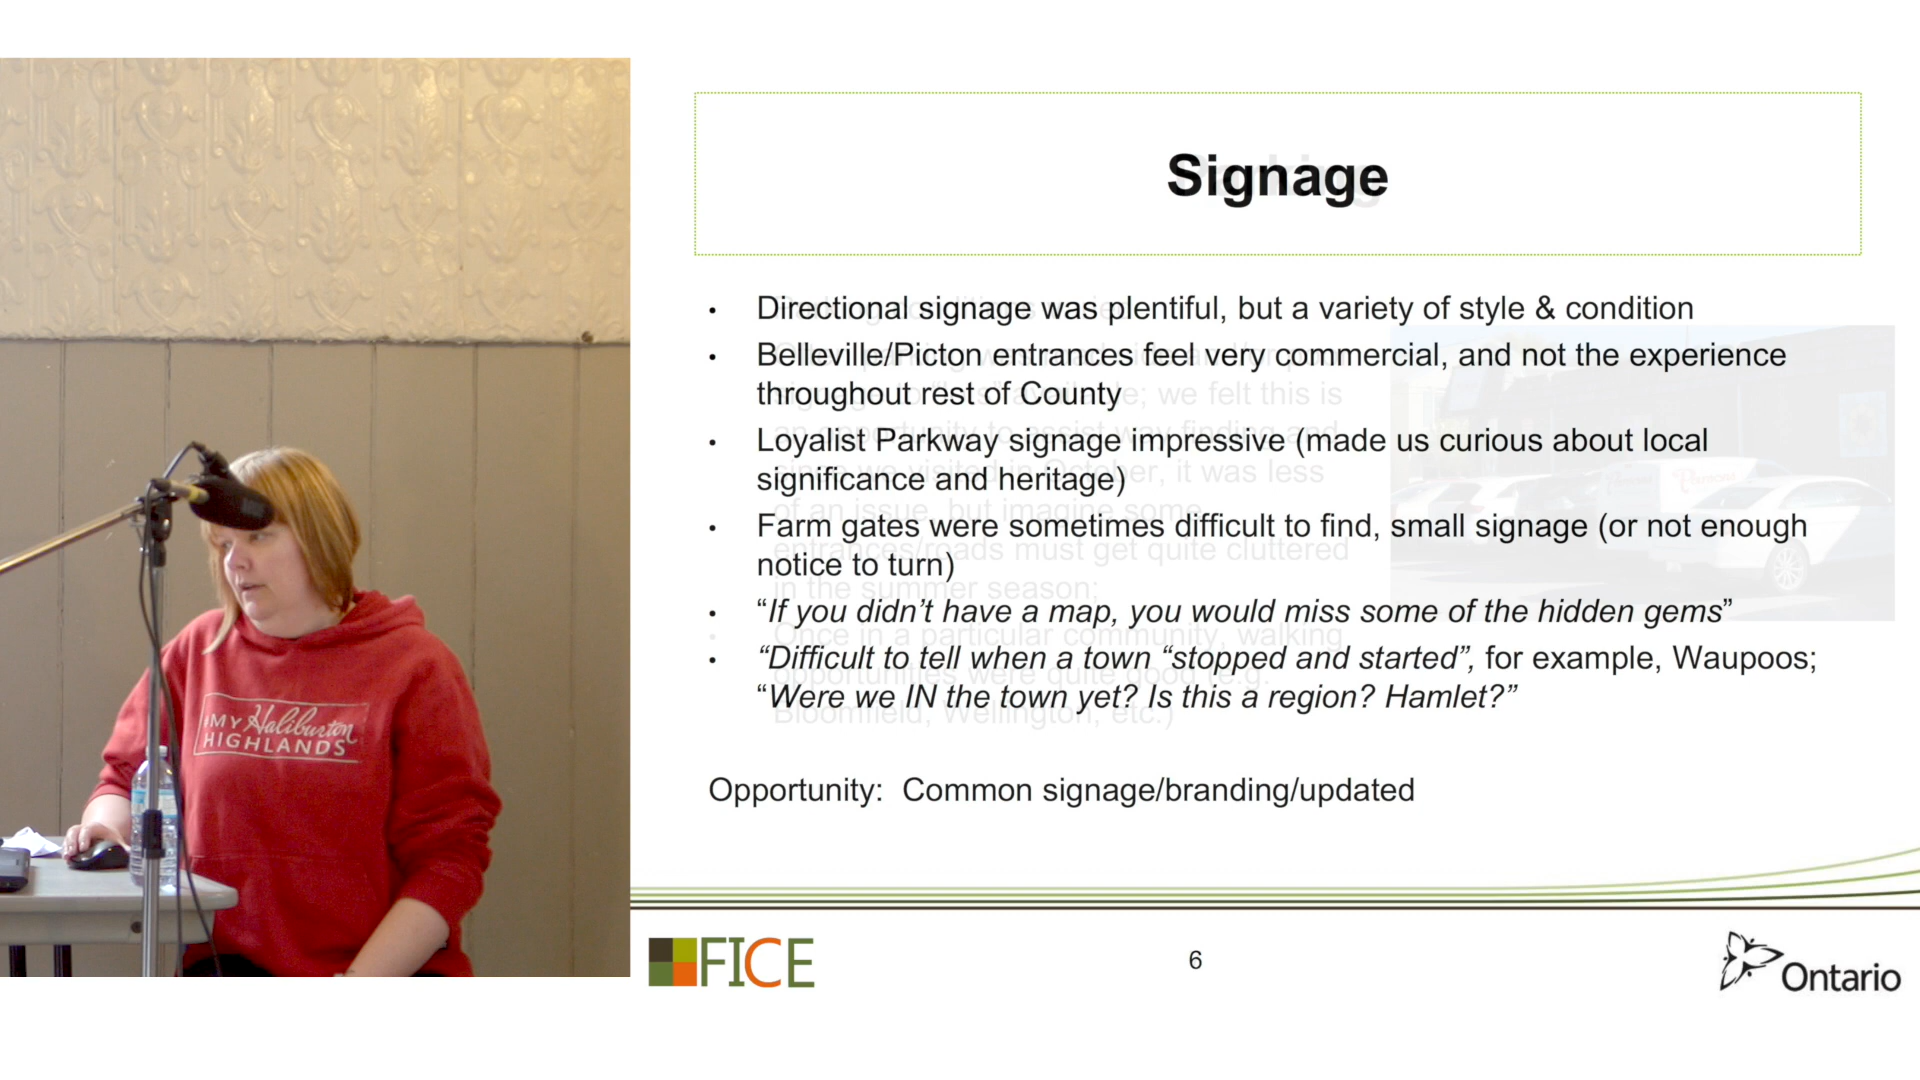 Signage
• Directional signage was plentiful, but a variety of style & condition
• Belleville/Picton entrances feel very commercial, and not the experience
throughout rest of County
• Loyalist Parkway signage impressive (made us curious about local
significance and heritage)
• Farm gates were sometimes difficult to find, small signage (or not enough
notice to turn)
• “If you didn’t have a map, you would miss some of the hidden gems”
• “Difficult to tell when a town “stopped and started”, for example, Waupoos;
“Were we IN the town yet? Is this a region? Hamlet?”
Opportunity: Common signage/branding/updated
#MY Haliburton
HIGHLANDS
FICE
6
Ontario